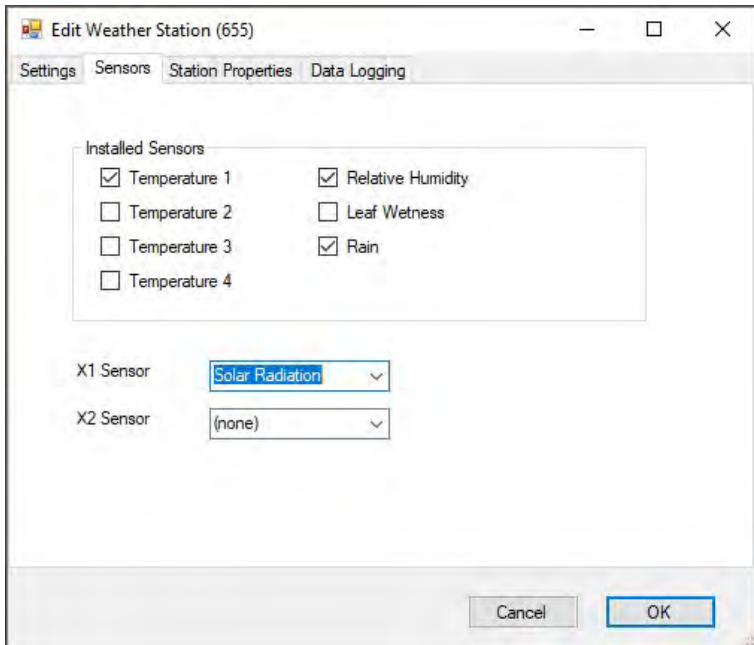 Edit Weather Station (655)
Settings Sensors Station Properties Data Logging
Installed Sensors
Temperature 1 Relative Humidity
Temperature 2 Leaf Wetness
Temperature 3 Rain
Temperature 4
X1 Sensor Solar Radiation
X2 Sensor (none)
Cancel OK